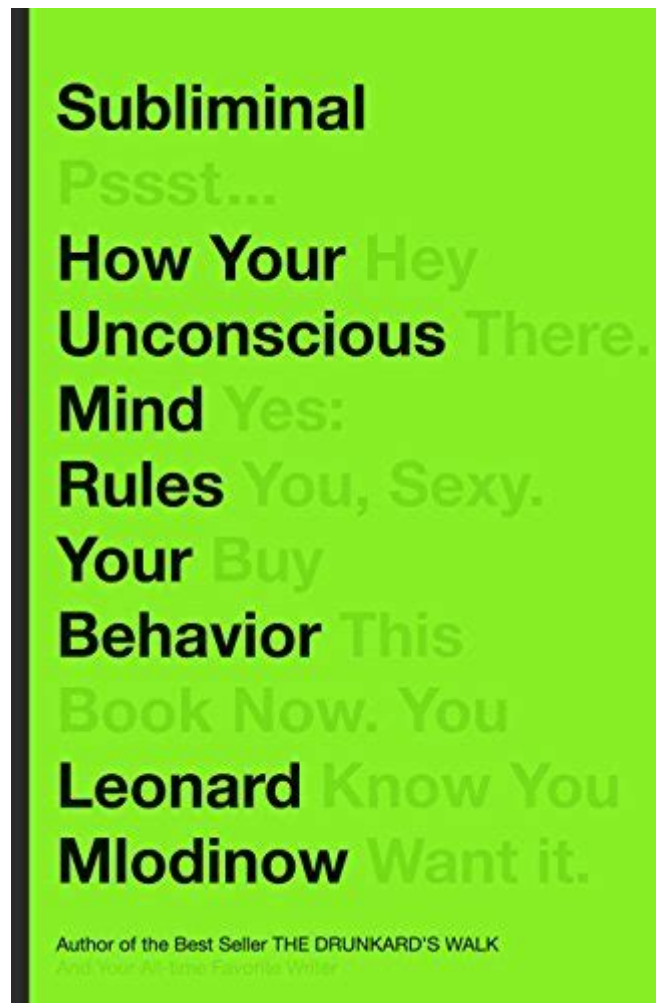 Subliminal
Pssst...
How Your Hey
Unconscious There.
Mind Yes:
Rules You, Sexy.
Your Buy
Behavior This
Book Now. You
Leonard Know You
Mlodinow Want it.
Author of the Best Seller THE DRUNKARD'S WALK
And Your All-time Favorite Writer